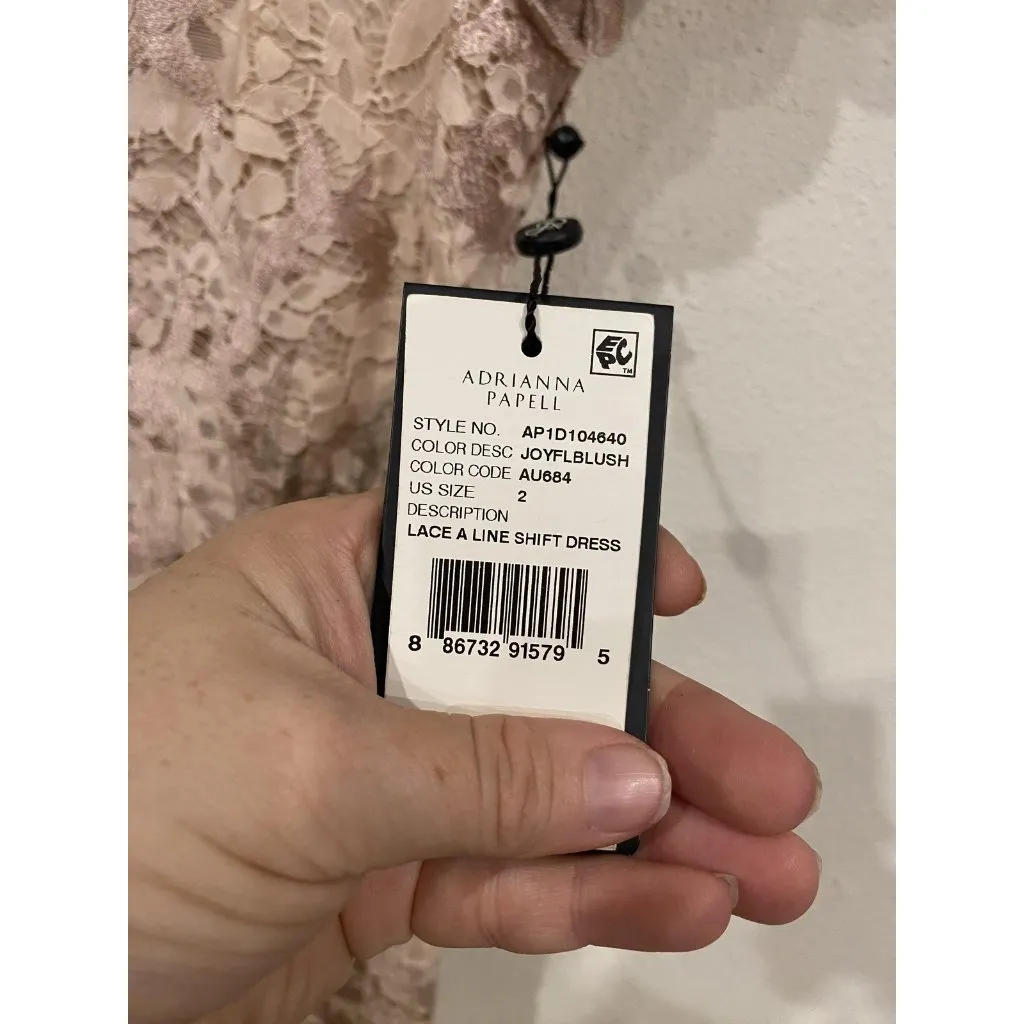 EPC™
ADRIANNA
PAPELL
STYLE NO. AP1D104640
COLOR DESC JOYFLBLUSH
COLOR CODE AU684
US SIZE 2
DESCRIPTION
LACE A LINE SHIFT DRESS
8 86732 91579 5